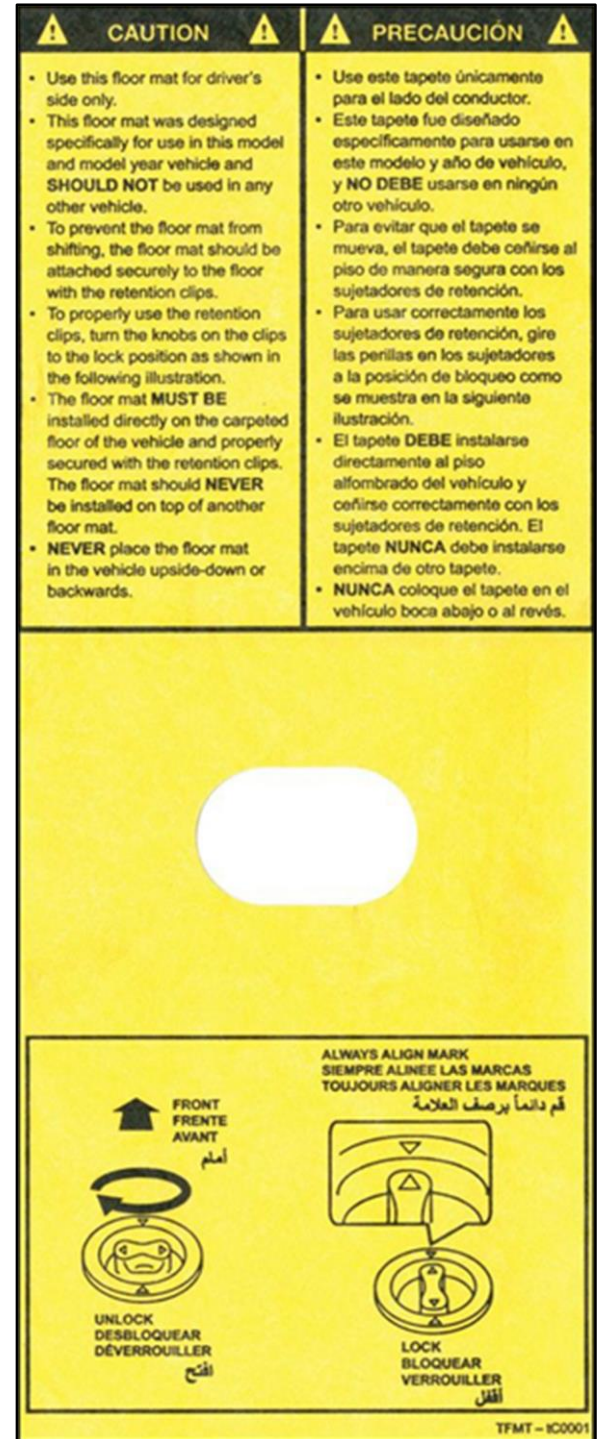 CAUTION
• Use this floor mat for driver's
side only.
• This floor mat was designed
specifically for use in this model
and model year vehicle and
SHOULD NOT be used in any
other vehicle.
• To prevent the floor mat from
shifting, the floor mat should be
attached securely to the floor
with the retention clips.
• To properly use the retention
clips, turn the knobs on the clips
to the lock position as shown in
the following illustration.
• The floor mat MUST BE
installed directly on the carpeted
floor of the vehicle and properly
secured with the retention clips.
The floor mat should NEVER
be installed on top of another
floor mat.
• NEVER place the floor mat
in the vehicle upside-down or
backwards.
PRECAUCIÓN
• Use este tapete únicamente
para el lado del conductor.
• Este tapete fue diseñado
específicamente para usarse en
este modelo y año de vehículo,
y NO DEBE usarse en ningún
otro vehículo.
• Para evitar que el tapete se
mueva, el tapete debe ceñirse al
piso de manera segura con los
sujetadores de retención.
• Para usar correctamente los
sujetadores de retención, gire
las perillas en los sujetadores
a la posición de bloqueo como
se muestra en la siguiente
ilustración.
• El tapete DEBE instalarse
directamente al piso
alfombrado del vehículo y
ceñirse correctamente con los
sujetadores de retención. El
tapete NUNCA debe instalarse
encima de otro tapete.
• NUNCA coloque el tapete en el
vehículo boca abajo o al revés.
FRONT
FRENTE
AVANT
أمام
UNLOCK
DESBLOQUEAR
DÉVERROUILLER
افتح
ALWAYS ALIGN MARK
SIEMPRE ALINEE LAS MARCAS
TOUJOURS ALIGNER LES MARQUES
قم دائماً برصف العلامة
LOCK
BLOQUEAR
VERROUILLER
أقفل
TFMT – tC0001